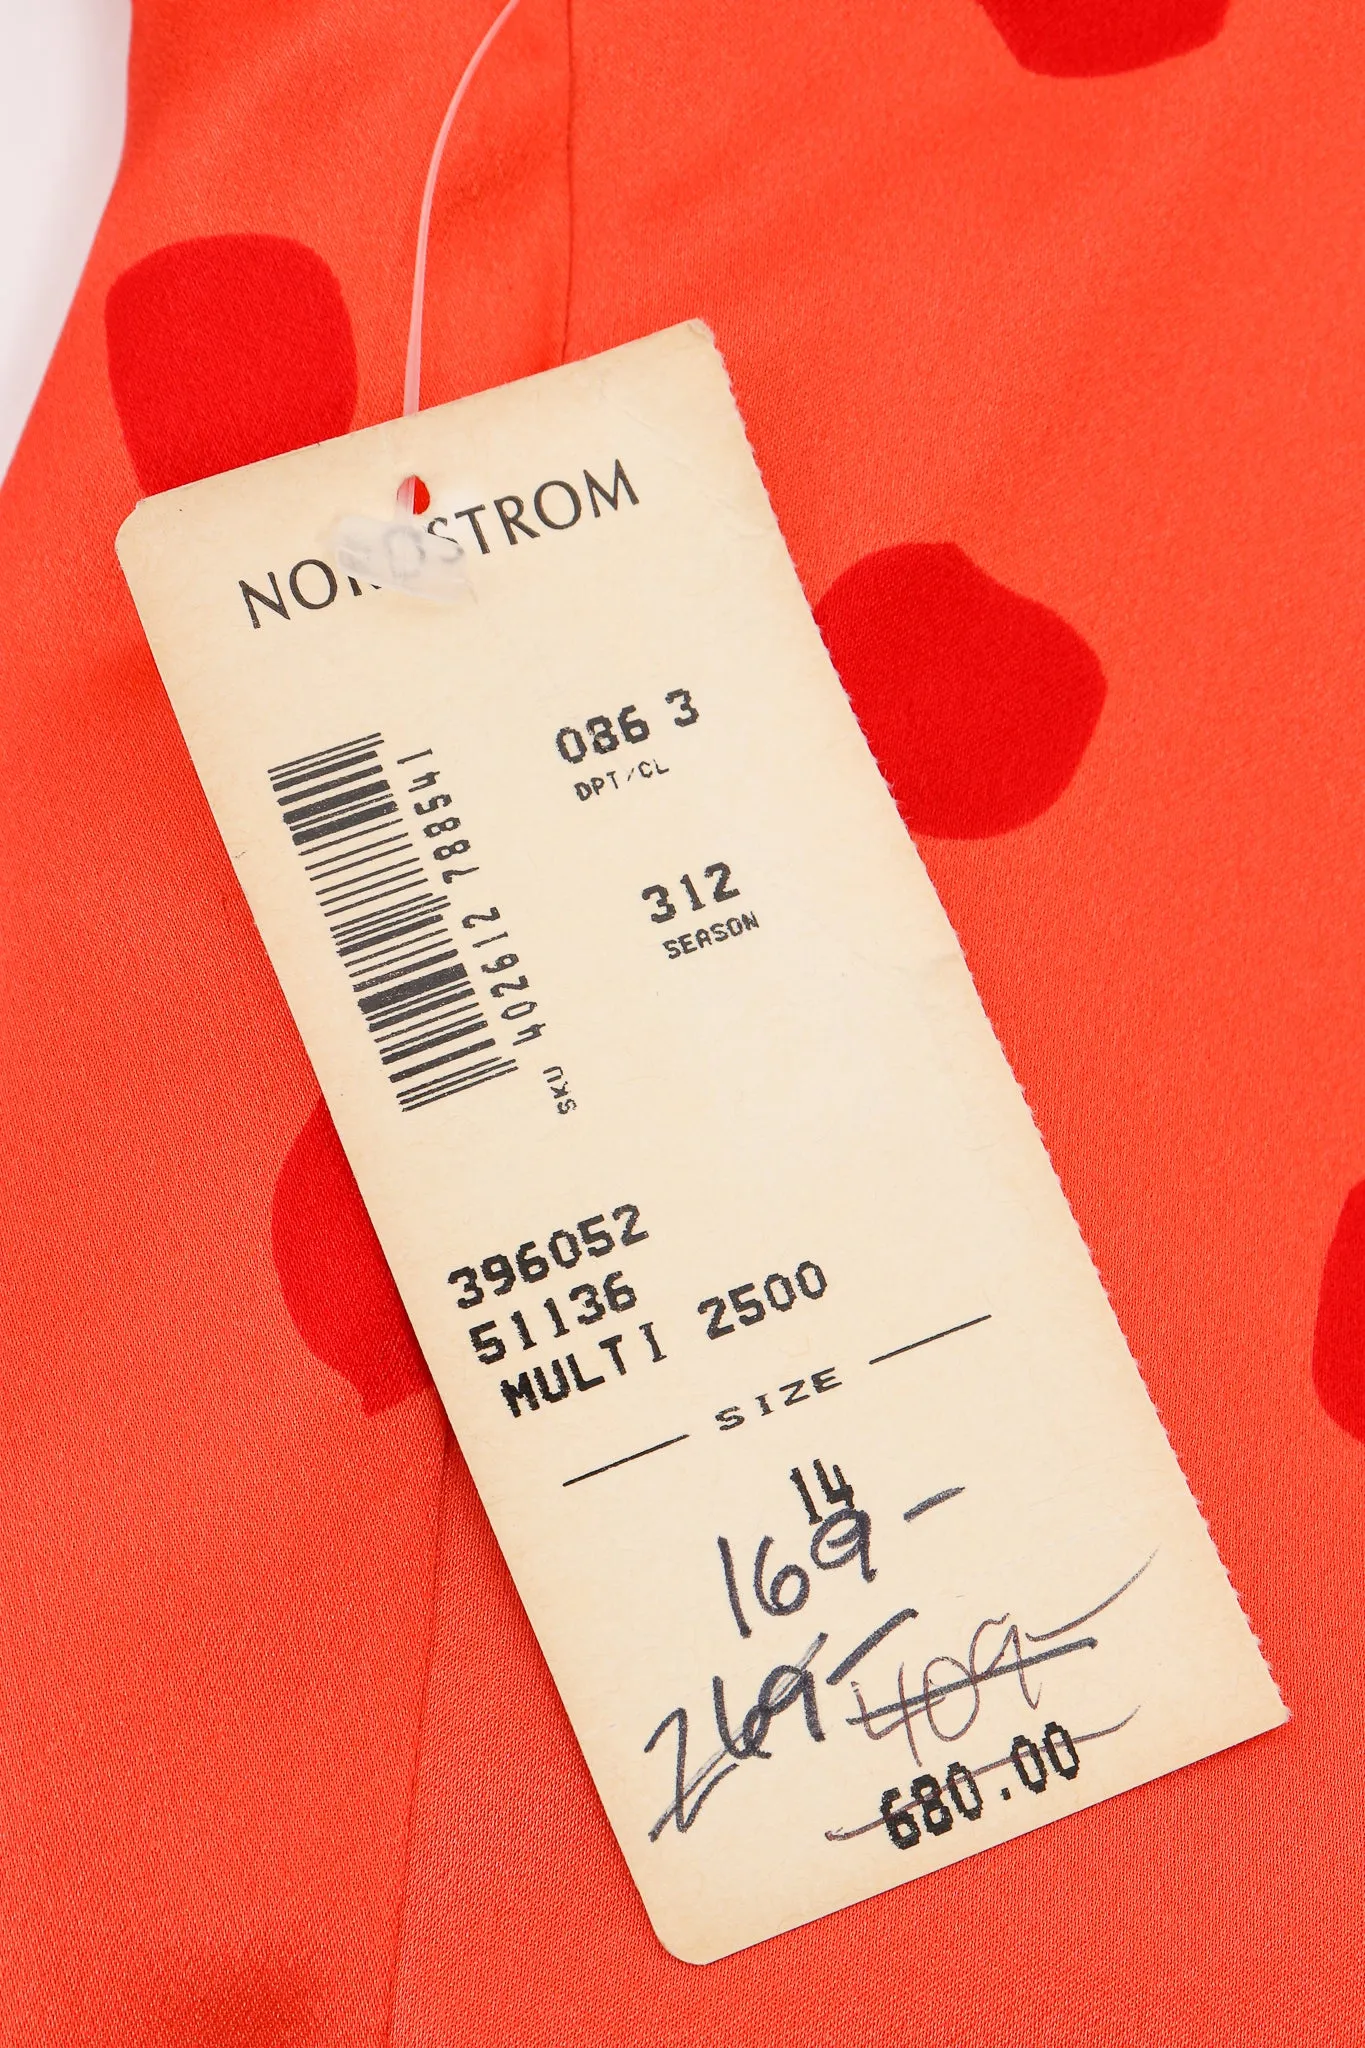 NORDSTROM
086 3
DPT/CL
312
SEASON
SKU 402612 788541
396052
51136
MULTI 2500
SIZE
14
169-
269-
409-
680.00